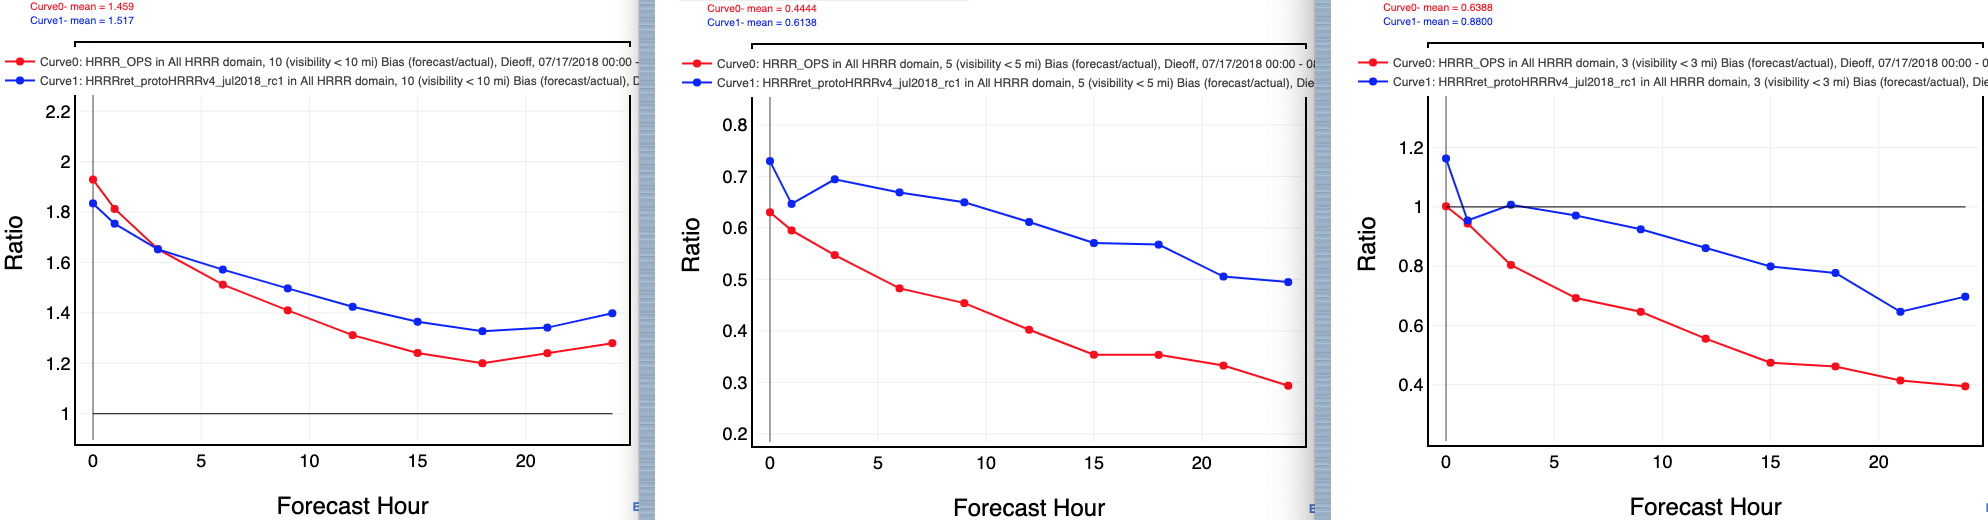 Curve0- mean = 1.459
Curve1- mean = 1.517
Curve0: HRRR_OPS in All HRRR domain, 10 (visibility < 10 mi) Bias (forecast/actual), Dieoff, 07/17/2018 00:00 -
Curve1: HRRRret_protoHRRRv4_jul2018_rc1 in All HRRR domain, 10 (visibility < 10 mi) Bias (forecast/actual), D
2.2
2
1.8
1.6
1.4
1.2
1
Ratio
0 5 10 15 20
Forecast Hour
Curve0- mean = 0.4444
Curve1- mean = 0.6138
Curve0: HRRR_OPS in All HRRR domain, 5 (visibility < 5 mi) Bias (forecast/actual), Dieoff, 07/17/2018 00:00 - 0
Curve1: HRRRret_protoHRRRv4_jul2018_rc1 in All HRRR domain, 5 (visibility < 5 mi) Bias (forecast/actual), Die
0.8
0.7
0.6
0.5
0.4
0.3
0.2
Ratio
0 5 10 15 20
Forecast Hour
Curve0- mean = 0.6388
Curve1- mean = 0.8800
Curve0: HRRR_OPS in All HRRR domain, 3 (visibility < 3 mi) Bias (forecast/actual), Dieoff, 07/17/2018 00:00 - 0
Curve1: HRRRret_protoHRRRv4_jul2018_rc1 in All HRRR domain, 3 (visibility < 3 mi) Bias (forecast/actual), Die
1.2
1
0.8
0.6
0.4
Ratio
0 5 10 15 20
Forecast Hour